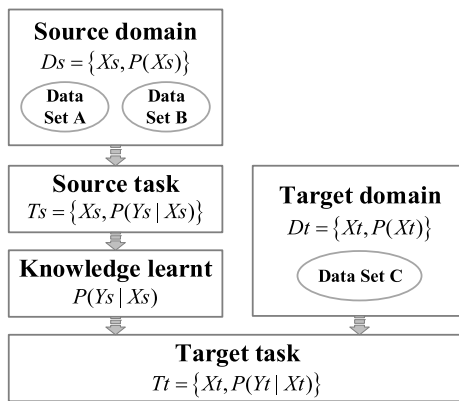 Source domain
Ds = {Xs, P(Xs)}
Data
Set A
Data
Set B
Source task
Ts = {Xs, P(Ys | Xs)}
Knowledge learnt
P(Ys | Xs)
Target domain
Dt = {Xt, P(Xt)}
Data Set C
Target task
Tt = {Xt, P(Yt | Xt)}